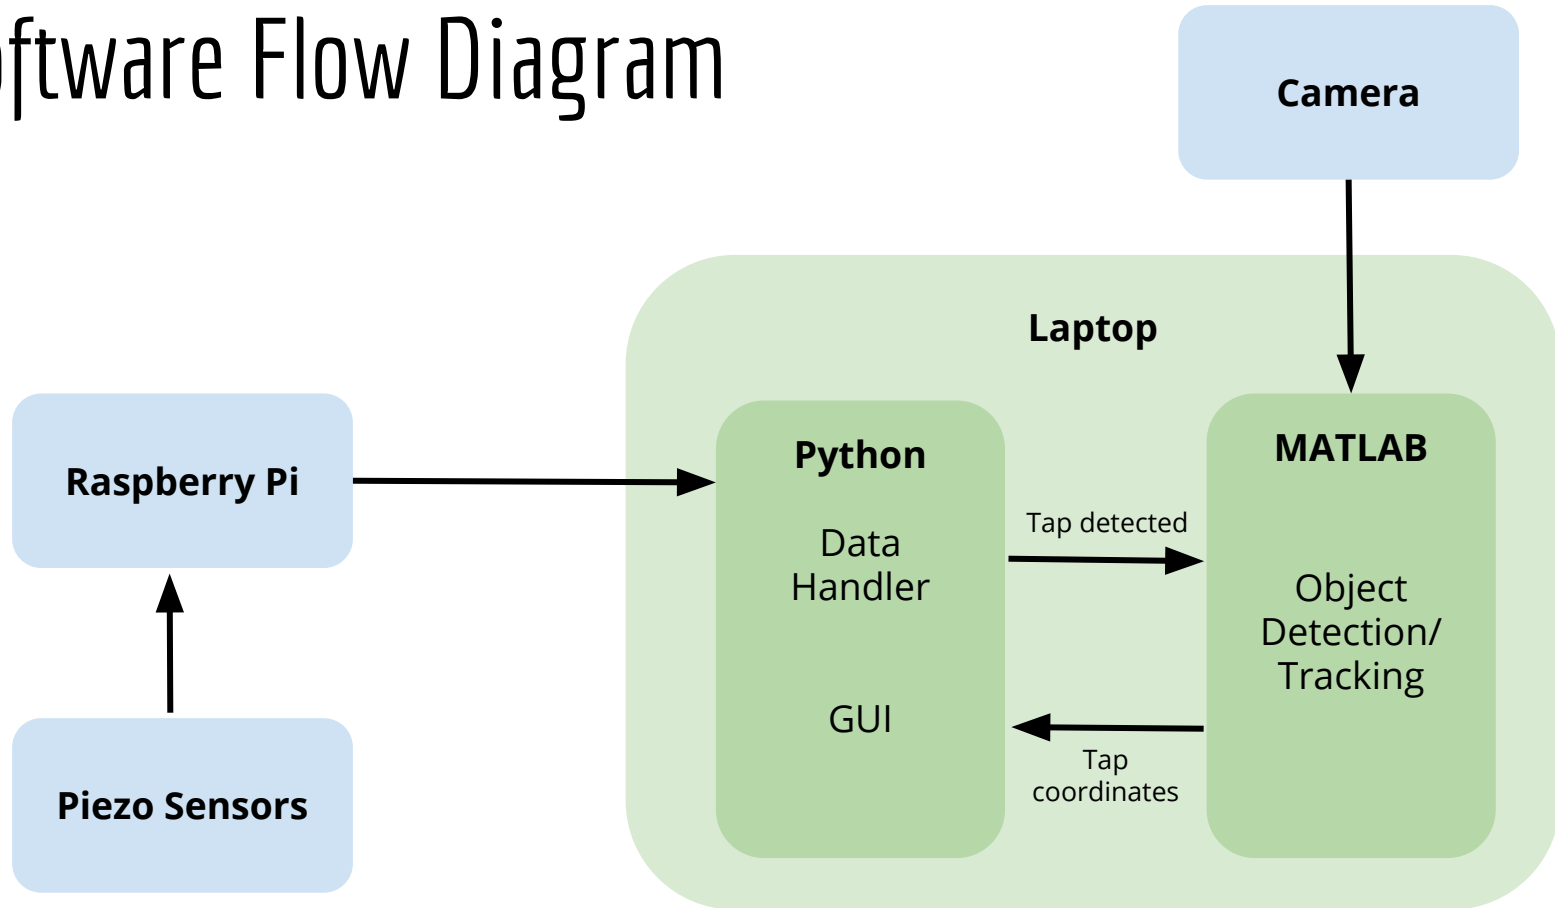 oftware Flow Diagram
Camera
Laptop
Raspberry Pi
Piezo Sensors
Python
Data
Handler
GUI
Tap detected
Tap
coordinates
MATLAB
Object
Detection/
Tracking